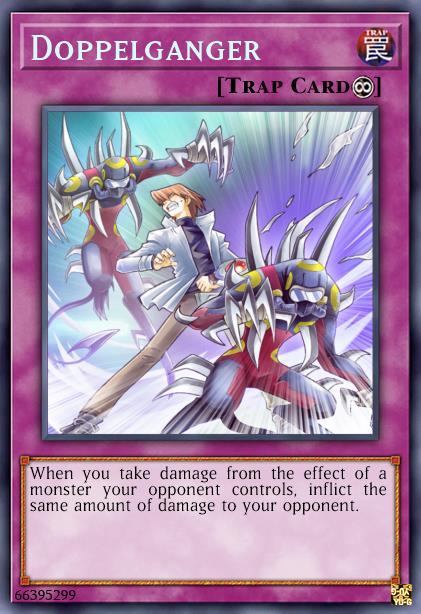 DOPPELGANGER
TRAP
罠
[TRAP CARD]
When you take damage from the effect of a
monster your opponent controls, inflict the
same amount of damage to your opponent.
66395299